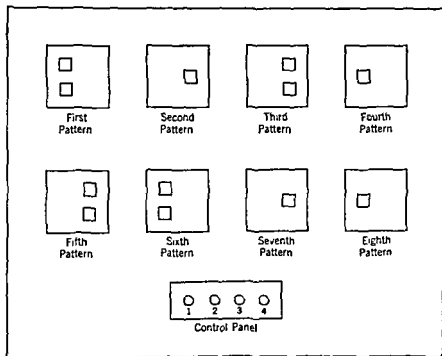 First
Pattern
Second
Pattern
Third
Pattern
Fourth
Pattern
Fifth
Pattern
Sixth
Pattern
Seventh
Pattern
Eighth
Pattern
1 2 3 4
Control Panel